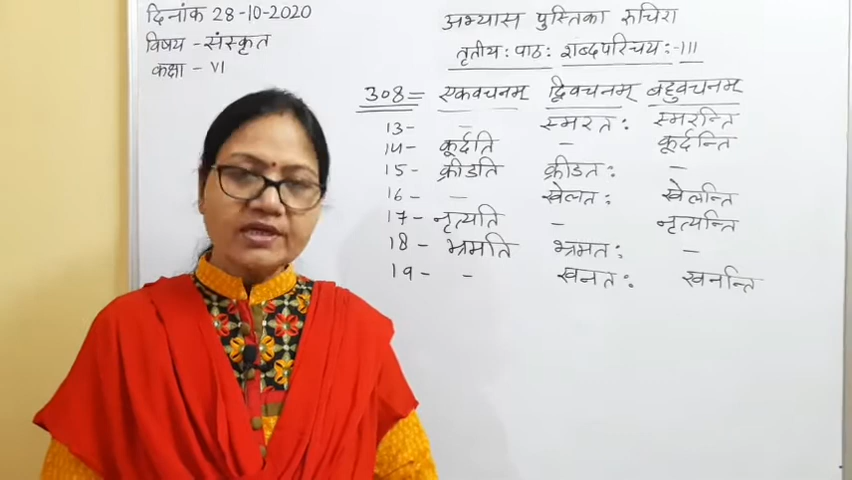 दिनांक 28-10-2020
विषय - संस्कृत
कक्षा - VI
अभ्यास पुस्तिका रुचिरा
तृतीय: पाठ: शब्दपरिचय: -III
उ०8 = एकवचनम् द्विवचनम् बहुवचनम्
13- - स्मरत: स्मरन्ति
14- कूर्दति - कूर्दन्ति
15- क्रीडति क्रीडत: -
16- - खेलत: खेलन्ति
17- नृत्यति - नृत्यन्ति
18- भ्रमति भ्रमत: -
19- - खनत: खनन्ति